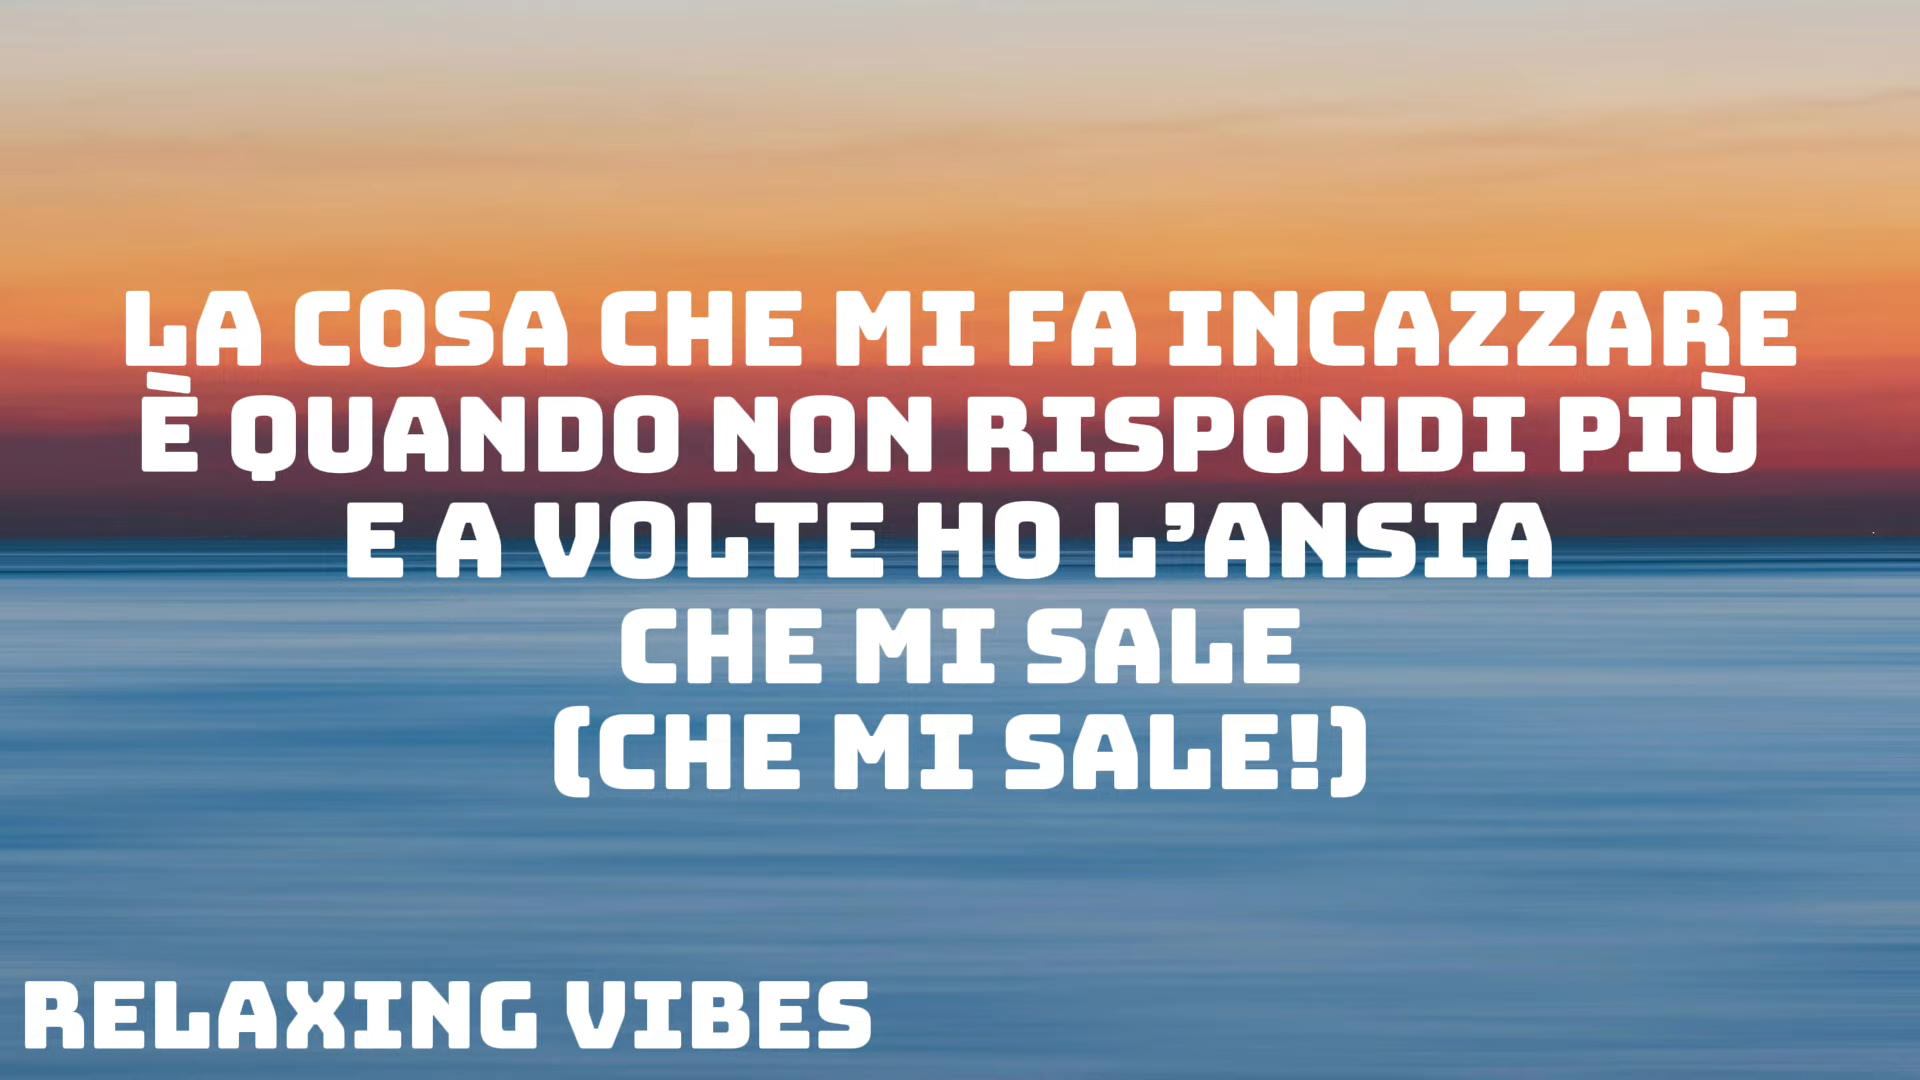 LA COSA CHE MI FA INCAZZARE
È QUANDO NON RISPONDI PIÙ
E A VOLTE HO L'ANSIA
CHE MI SALE
(CHE MI SALE!)
RELAXING VIBES